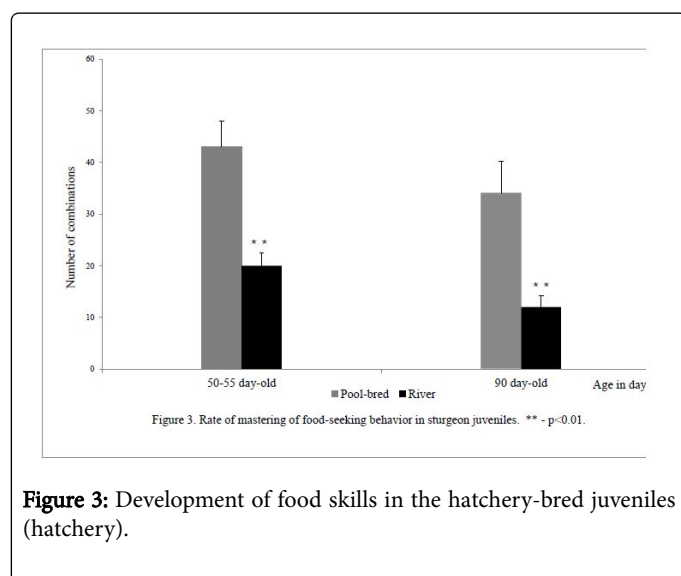 60
50
40
30
20
10
0
Number of combinations
* *
* *
50-55 day-old
90 day-old
Age in day
Pool-bred River
Figure 3. Rate of mastering of food-seeking behavior in sturgeon juveniles. ** - p<0.01.
Figure 3: Development of food skills in the hatchery-bred juveniles
(hatchery).